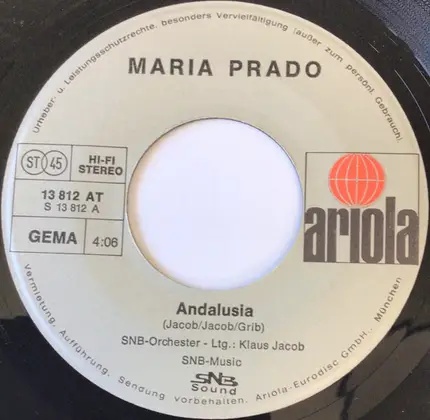 Urheber- u. Leistungsschutzrechte, besonders Vervielfältigung (außer zum persönl. Gebrauch),
MARIA PRADO
ST 45
HI-FI
STEREO
13 812 AT
S 13 812 A
GEMA
4:06
ariola
Andalusia
(Jacob/Jacob/Grib)
SNB-Orchester - Ltg.: Klaus Jacob
SNB-Music
SNB
Sound
Vermietung, Aufführung, Sendung vorbehalten. Ariola-Eurodisc GmbH., München